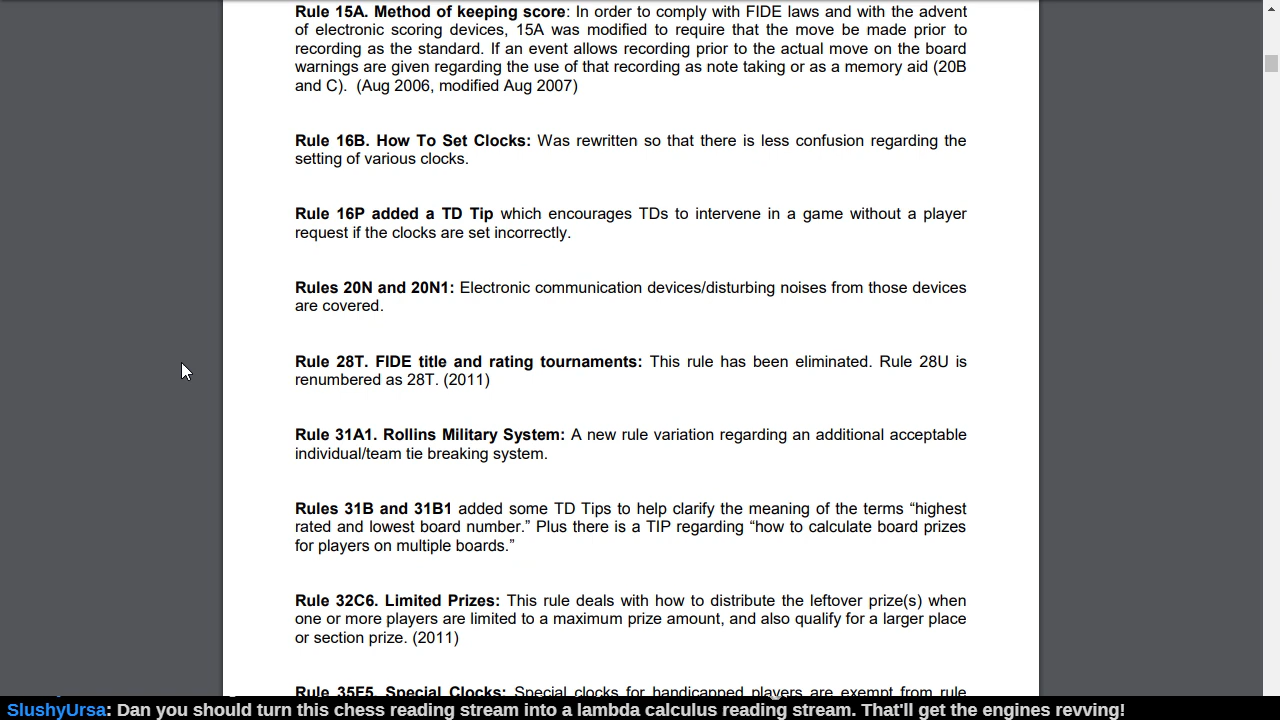 Rule 15A. Method of keeping score: In order to comply with FIDE laws and with the advent
of electronic scoring devices, 15A was modified to require that the move be made prior to
recording as the standard. If an event allows recording prior to the actual move on the board
warnings are given regarding the use of that recording as note taking or as a memory aid (20B
and C).  (Aug 2006, modified Aug 2007)
Rule 16B. How To Set Clocks: Was rewritten so that there is less confusion regarding the
setting of various clocks.
Rule 16P added a TD Tip which encourages TDs to intervene in a game without a player
request if the clocks are set incorrectly.
Rules 20N and 20N1: Electronic communication devices/disturbing noises from those devices
are covered.
Rule 28T. FIDE title and rating tournaments: This rule has been eliminated. Rule 28U is
renumbered as 28T. (2011)
Rule 31A1. Rollins Military System: A new rule variation regarding an additional acceptable
individual/team tie breaking system.
Rules 31B and 31B1 added some TD Tips to help clarify the meaning of the terms “highest
rated and lowest board number.” Plus there is a TIP regarding “how to calculate board prizes
for players on multiple boards.”
Rule 32C6. Limited Prizes: This rule deals with how to distribute the leftover prize(s) when
one or more players are limited to a maximum prize amount, and also qualify for a larger place
or section prize. (2011)
Rule 35F5. Special Clocks: Special clocks for handicapped players are exempt from rule
SlushyUrsa: Dan you should turn this chess reading stream into a lambda calculus reading stream. That'll get the engines revving!